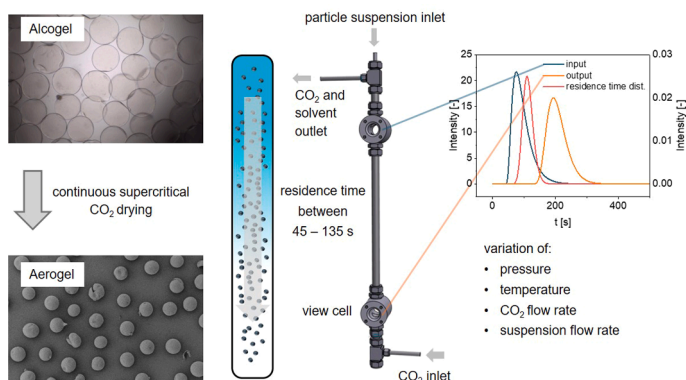 Alcogel
continuous supercritical
CO₂ drying
Aerogel
particle suspension inlet
CO₂ and
solvent
outlet
residence time
between
45 – 135 s
view cell
CO₂ inlet
input
output
residence time dist.
Intensity [-]
25
20
15
10
5
0
0.03
0.02
0.01
0.00
Intensity [-]
0
200
400
t [s]
variation of:
• pressure
• temperature
• CO₂ flow rate
• suspension flow rate